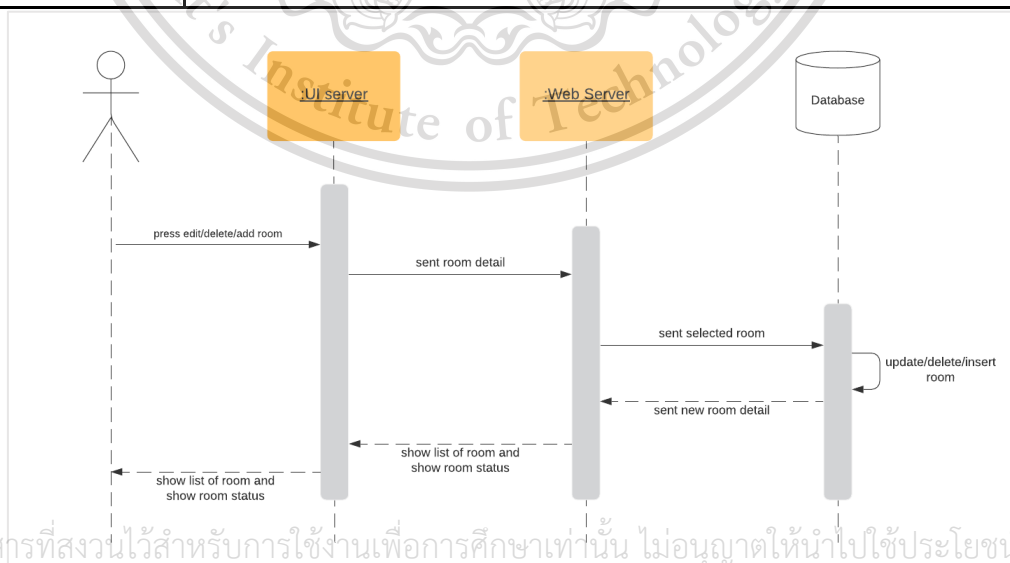 's Institute of Technolog
:UI server
:Web Server
Database
press edit/delete/add room
sent room detail
sent selected room
update/delete/insert
room
sent new room detail
show list of room and
show room status
show list of room and
show room status
สารที่สงวนไว้สำหรับการใช้งานเพื่อการศึกษาเท่านั้น ไม่อนุญาตให้นำไปใช้ประโยชน